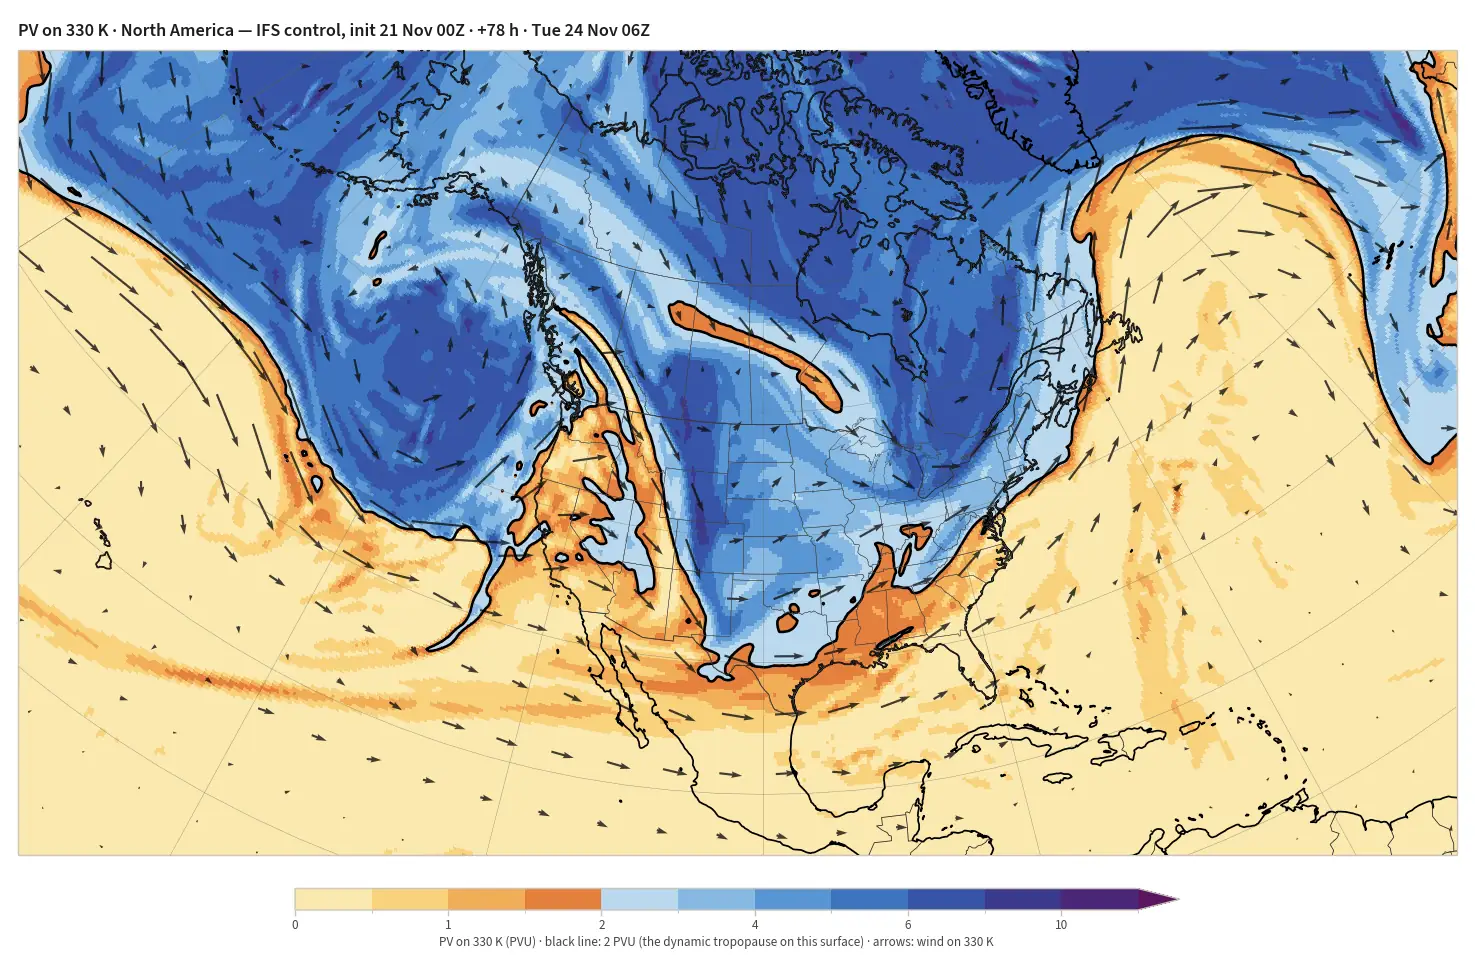 PV on 330 K · North America — IFS control, init 21 Nov 00Z · +78 h · Tue 24 Nov 06Z
0 1 2 4 6 10
PV on 330 K (PVU) · black line: 2 PVU (the dynamic tropopause on this surface) · arrows: wind on 330 K